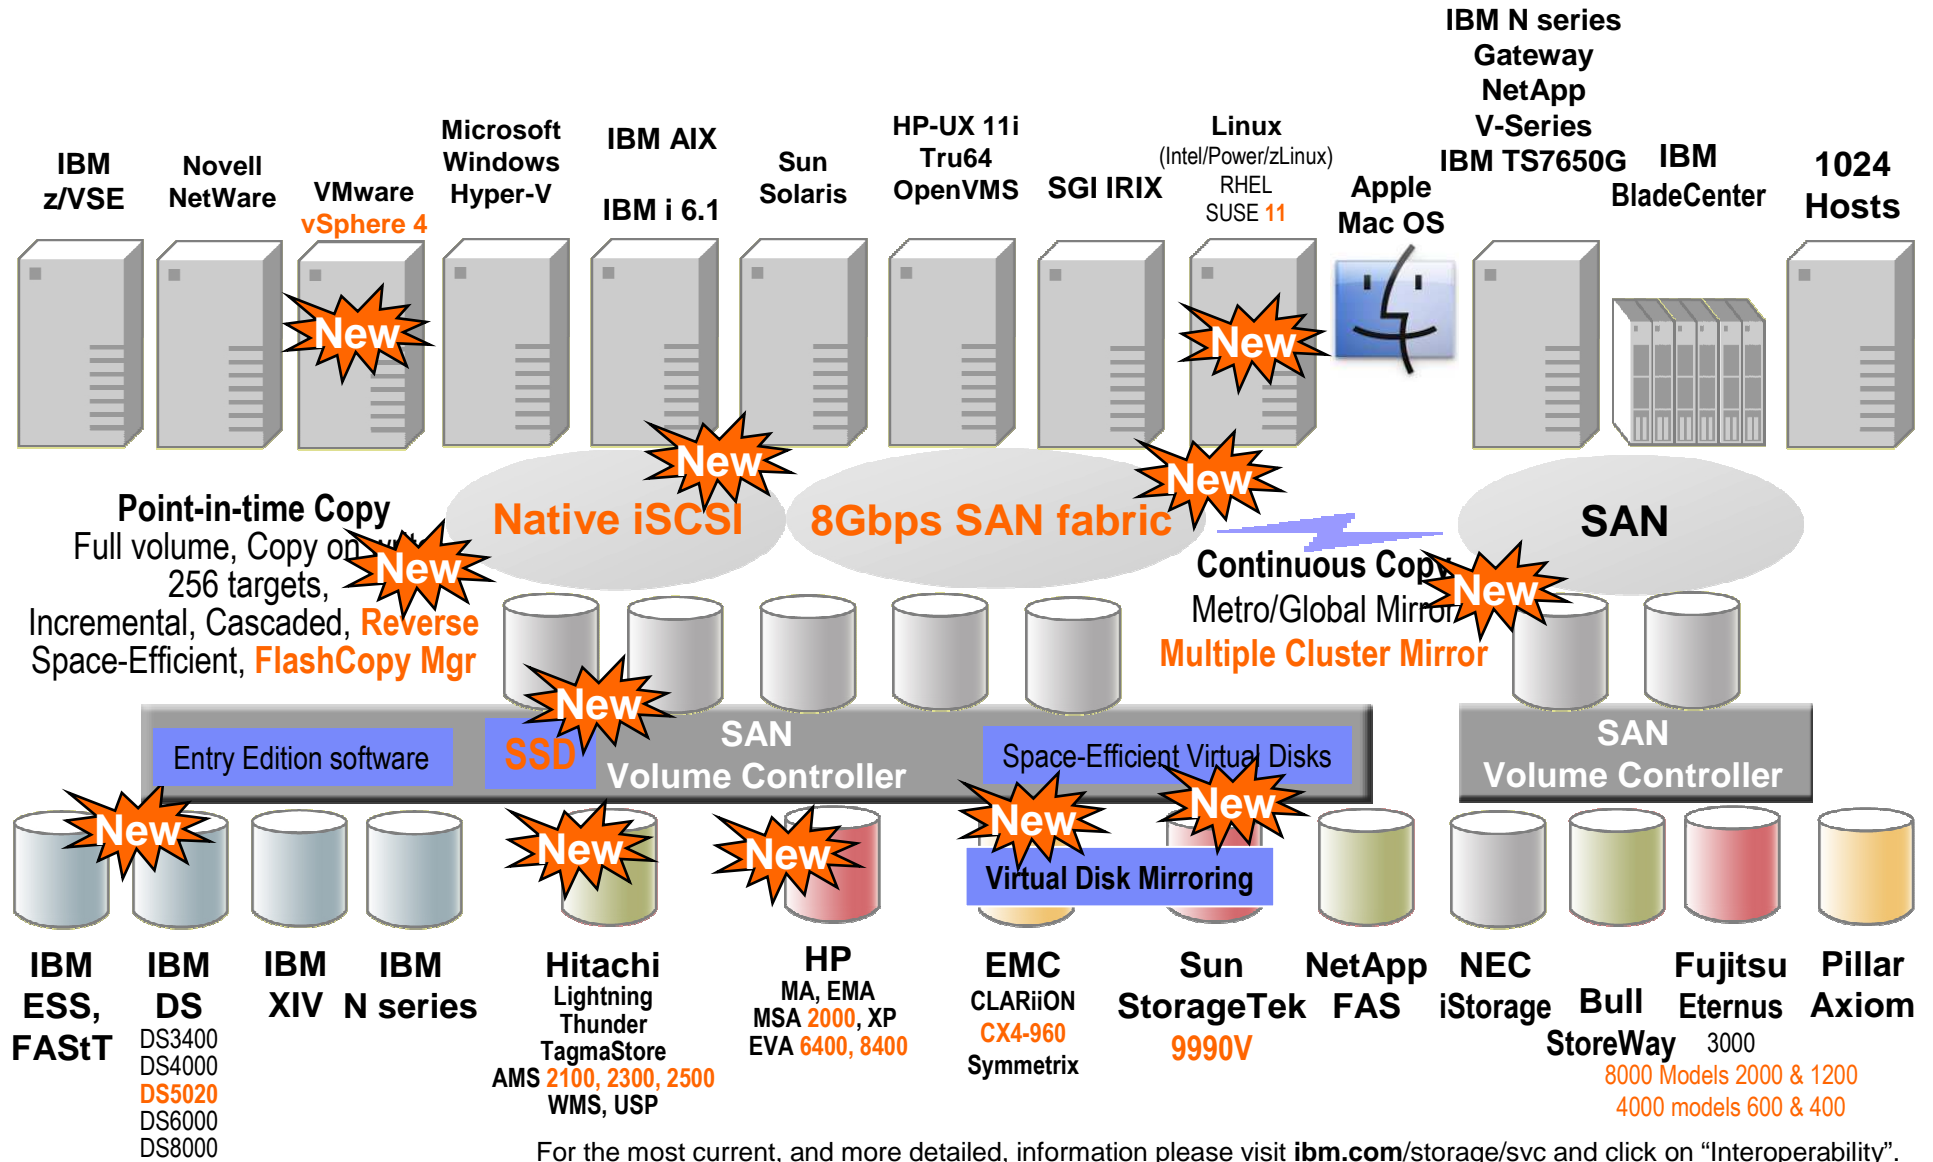 IBM N series
Gateway
NetApp
V-Series
IBM TS7650G
IBM
z/VSE
Novell
NetWare
VMware
vSphere 4
Microsoft
Windows
Hyper-V
IBM AIX
IBM i 6.1
Sun
Solaris
HP-UX 11i
Tru64
OpenVMS
SGI IRIX
Linux
(Intel/Power/zLinux)
RHEL
SUSE 11
Apple
Mac OS
IBM
BladeCenter
1024
Hosts
New
New
New
New
Native iSCSI
8Gbps SAN fabric
SAN
Point-in-time Copy
Full volume, Copy on
256 targets,
Incremental, Cascaded, Reverse
Space-Efficient, FlashCopy Mgr
New
Continuous Copy
Metro/Global Mirror
Multiple Cluster Mirror
New
New
Entry Edition software
SSD
SAN
Volume Controller
Space-Efficient Virtual Disks
SAN
Volume Controller
New
New
New
New
New
Virtual Disk Mirroring
IBM
ESS,
FAStT
IBM
DS
DS3400
DS4000
DS5020
DS6000
DS8000
IBM
XIV
IBM
N series
Hitachi
Lightning
Thunder
TagmaStore
AMS 2100, 2300, 2500
WMS, USP
HP
MA, EMA
MSA 2000, XP
EVA 6400, 8400
EMC
CLARiiON
CX4-960
Symmetrix
Sun
StorageTek
9990V
NetApp
FAS
NEC
iStorage
Bull
StoreWay
Fujitsu
Eternus
3000
8000 Models 2000 & 1200
4000 models 600 & 400
Pillar
Axiom
For the most current, and more detailed, information please visit ibm.com/storage/svc and click on “Interoperability”.